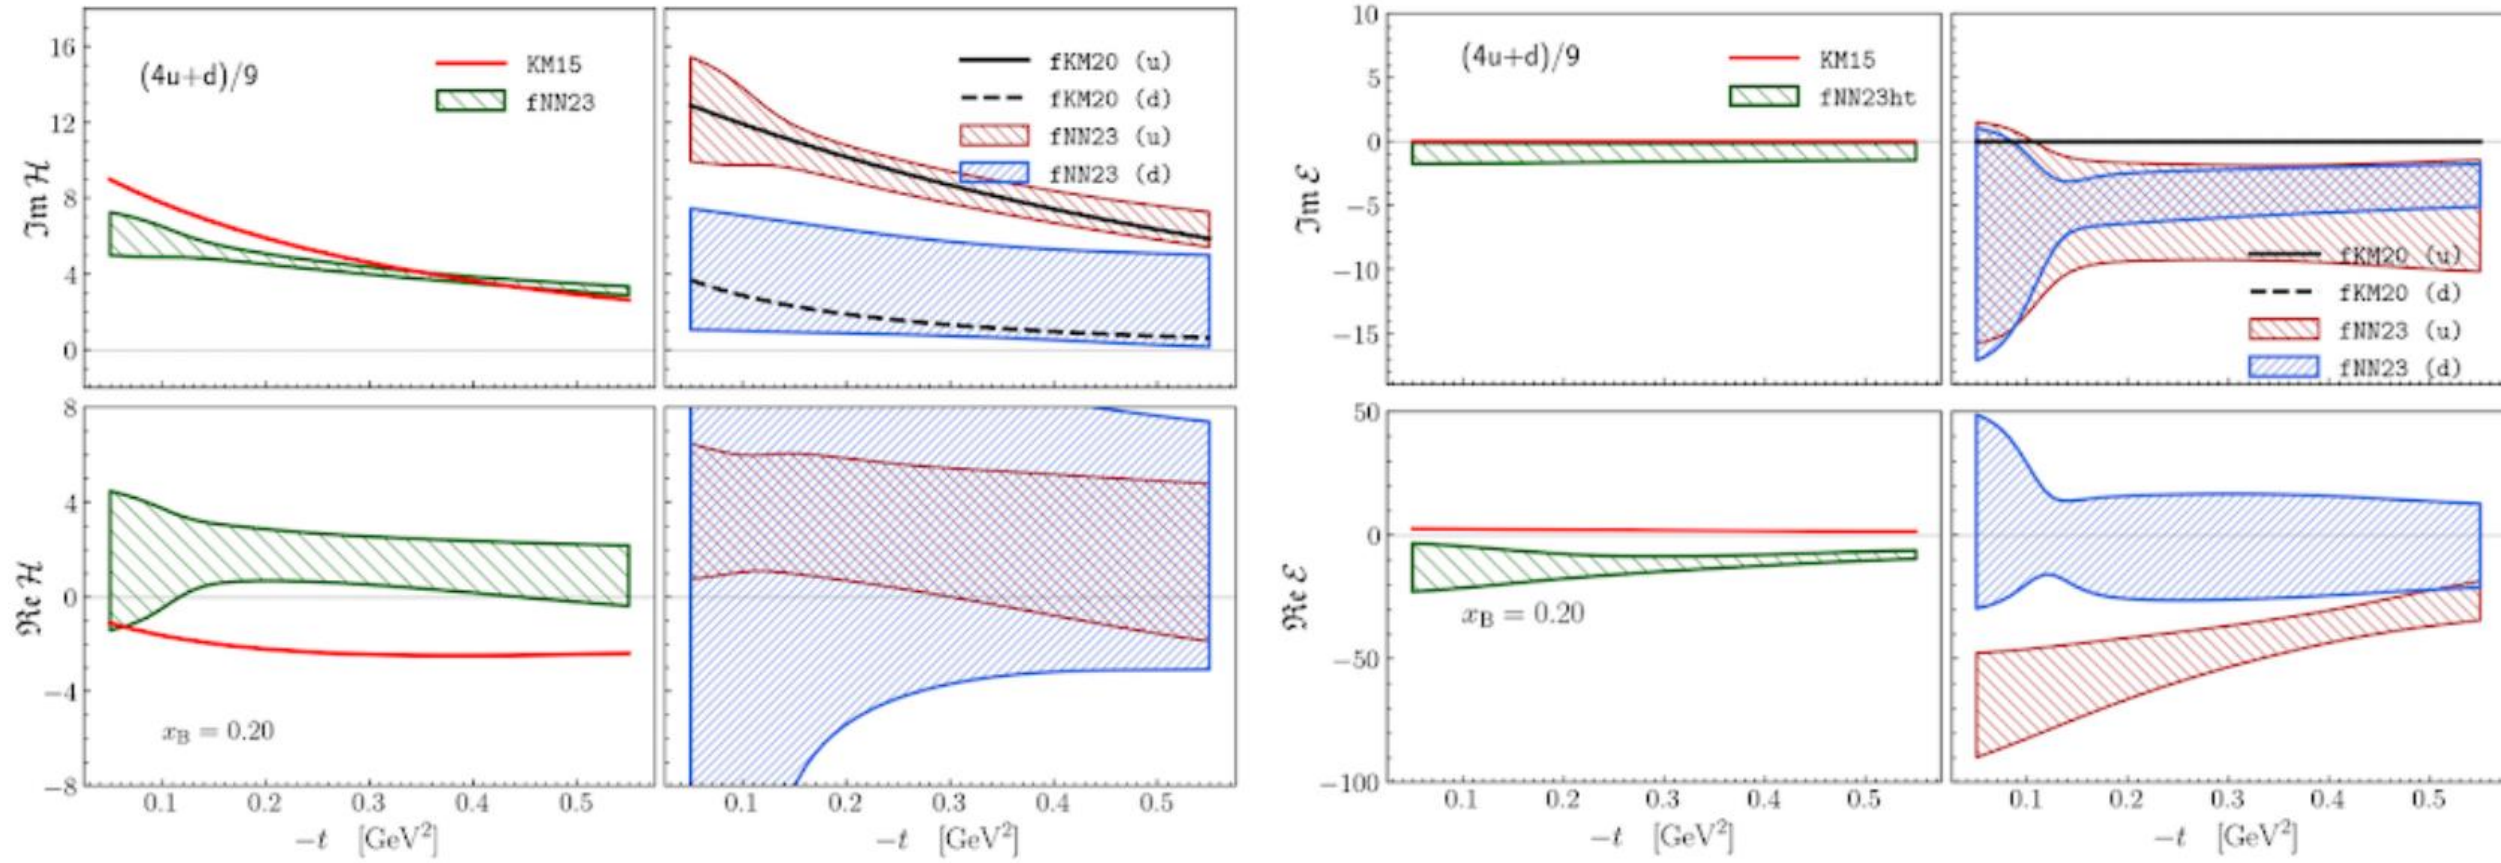 (4u+d)/9
KM15
fNN23
16
12
8
4
0
ℑm ℋ
fKM20 (u)
fKM20 (d)
fNN23 (u)
fNN23 (d)
8
4
0
−4
−8
ℜe ℋ
x_B = 0.20
0.1 0.2 0.3 0.4 0.5
−t [GeV²]
0.1 0.2 0.3 0.4 0.5
−t [GeV²]
(4u+d)/9
KM15
fNN23ht
10
5
0
−5
−10
−15
ℑm ℰ
fKM20 (u)
fKM20 (d)
fNN23 (u)
fNN23 (d)
50
0
−50
−100
ℜe ℰ
x_B = 0.20
0.1 0.2 0.3 0.4 0.5
−t [GeV²]
0.1 0.2 0.3 0.4 0.5
−t [GeV²]